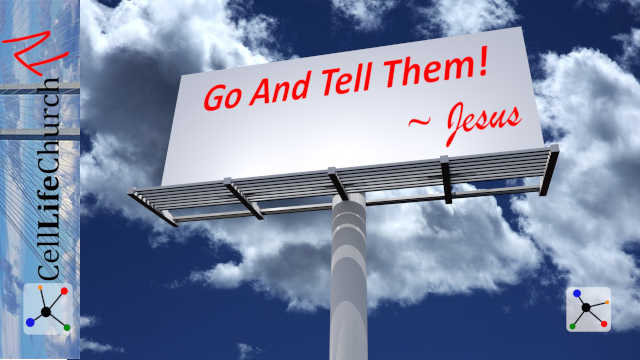 Go And Tell Them!
~ Jesus
CellLifeChurch